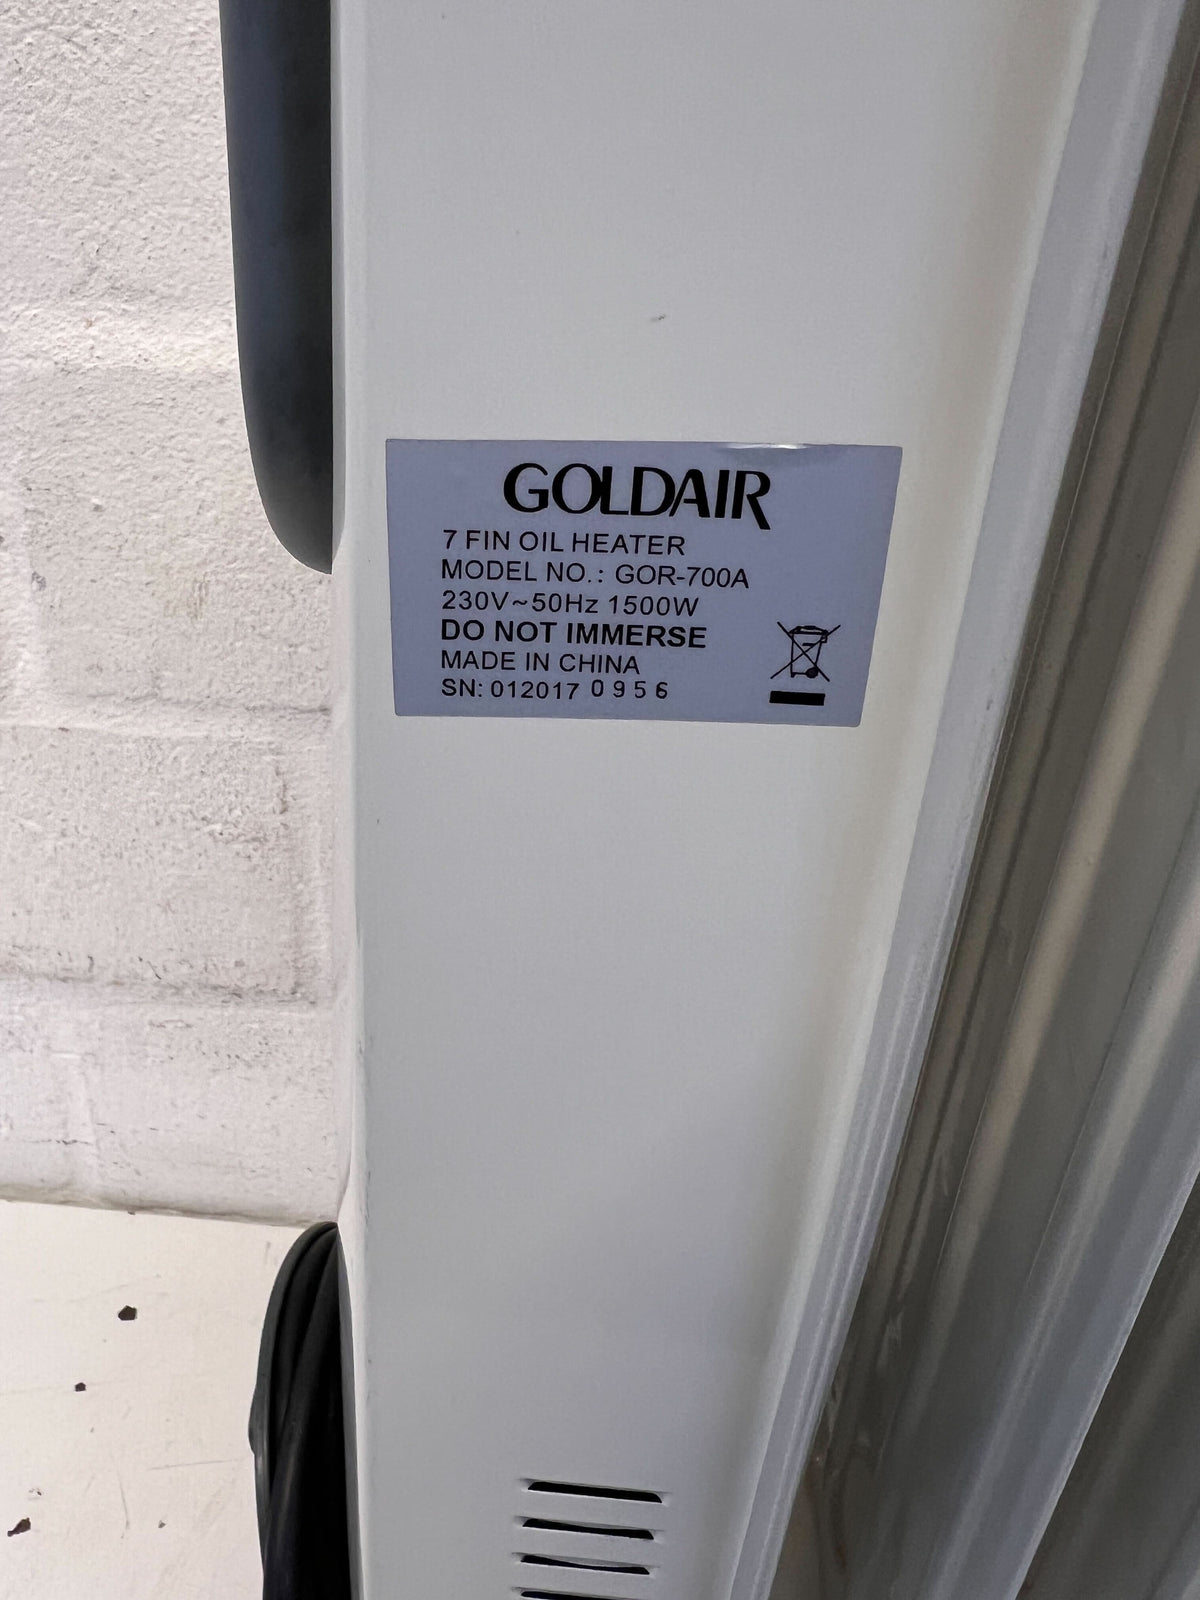 GOLDAIR
7 FIN OIL HEATER
MODEL NO.: GOR-700A
230V~50Hz 1500W
DO NOT IMMERSE
MADE IN CHINA
SN: 012017 0956